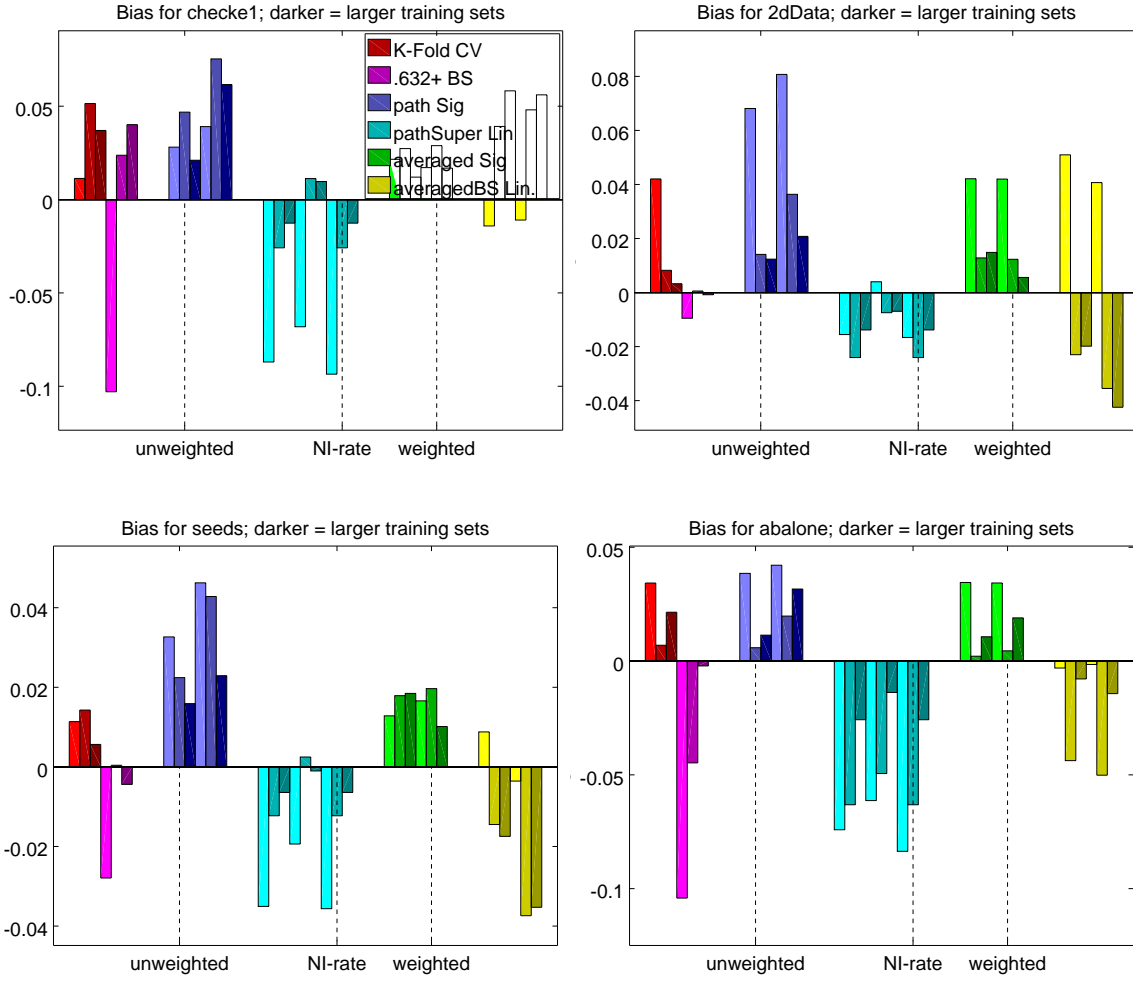 Bias for checke1; darker = larger training sets
0.05
0
-0.05
-0.1
K-Fold CV
.632+ BS
path Sig
pathSuper Lin
averaged Sig
averagedBS Lin.
unweighted
NI-rate
weighted
Bias for 2dData; darker = larger training sets
0.08
0.06
0.04
0.02
0
-0.02
-0.04
unweighted
NI-rate
weighted
Bias for seeds; darker = larger training sets
0.04
0.02
0
-0.02
-0.04
unweighted
NI-rate
weighted
Bias for abalone; darker = larger training sets
0.05
0
-0.05
-0.1
unweighted
NI-rate
weighted